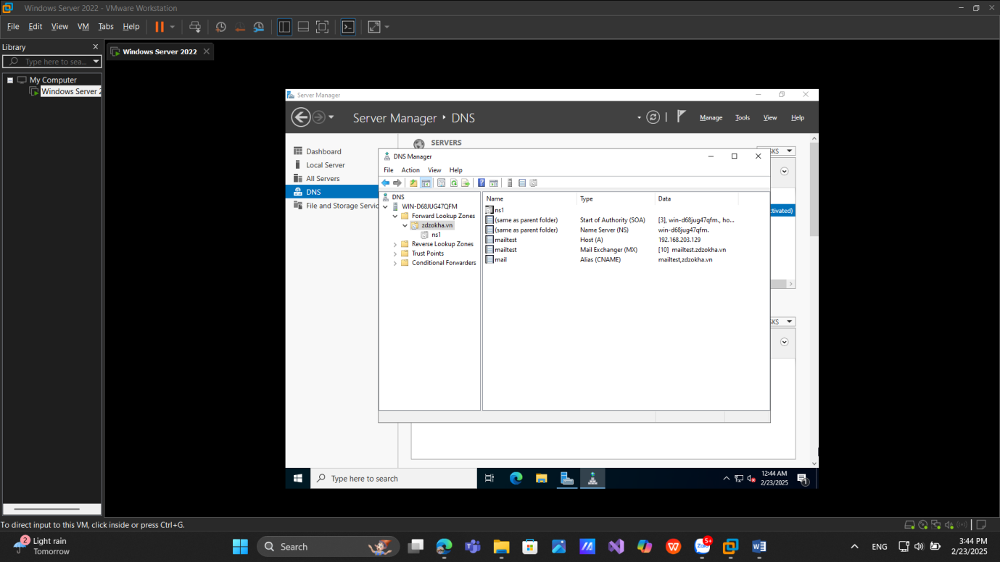 Windows Server 2022 - VMware Workstation
File Edit View VM Tabs Help
Library
Windows Server 2022
Type here to sea...
My Computer
Windows Server 2
Server Manager
Server Manager DNS
Manage Tools View Help
Dashboard
Local Server
All Servers
DNS
File and Storage Servic
SERVERS
SKS
ctivated)
SKS
DNS Manager
File Action View Help
DNS
WIN-D68JUG47QFM
Forward Lookup Zones
zdzokha.vn
ns1
Reverse Lookup Zones
Trust Points
Conditional Forwarders
Name Type Data
ns1
(same as parent folder) Start of Authority (SOA) [3], win-d68jug47qfm., ho...
(same as parent folder) Name Server (NS) win-d68jug47qfm.
mailtest Host (A) 192.168.203.129
mailtest Mail Exchanger (MX) [10] mailtest.zdzokha.vn
mail Alias (CNAME) mailtest,zdzokha.vn
Type here to search
12:44 AM
2/23/2025
1
To direct input to this VM, click inside or press Ctrl+G.
2
Light rain
Tomorrow
Search
Zalo
5+
W
W
ENG
3:44 PM
2/23/2025